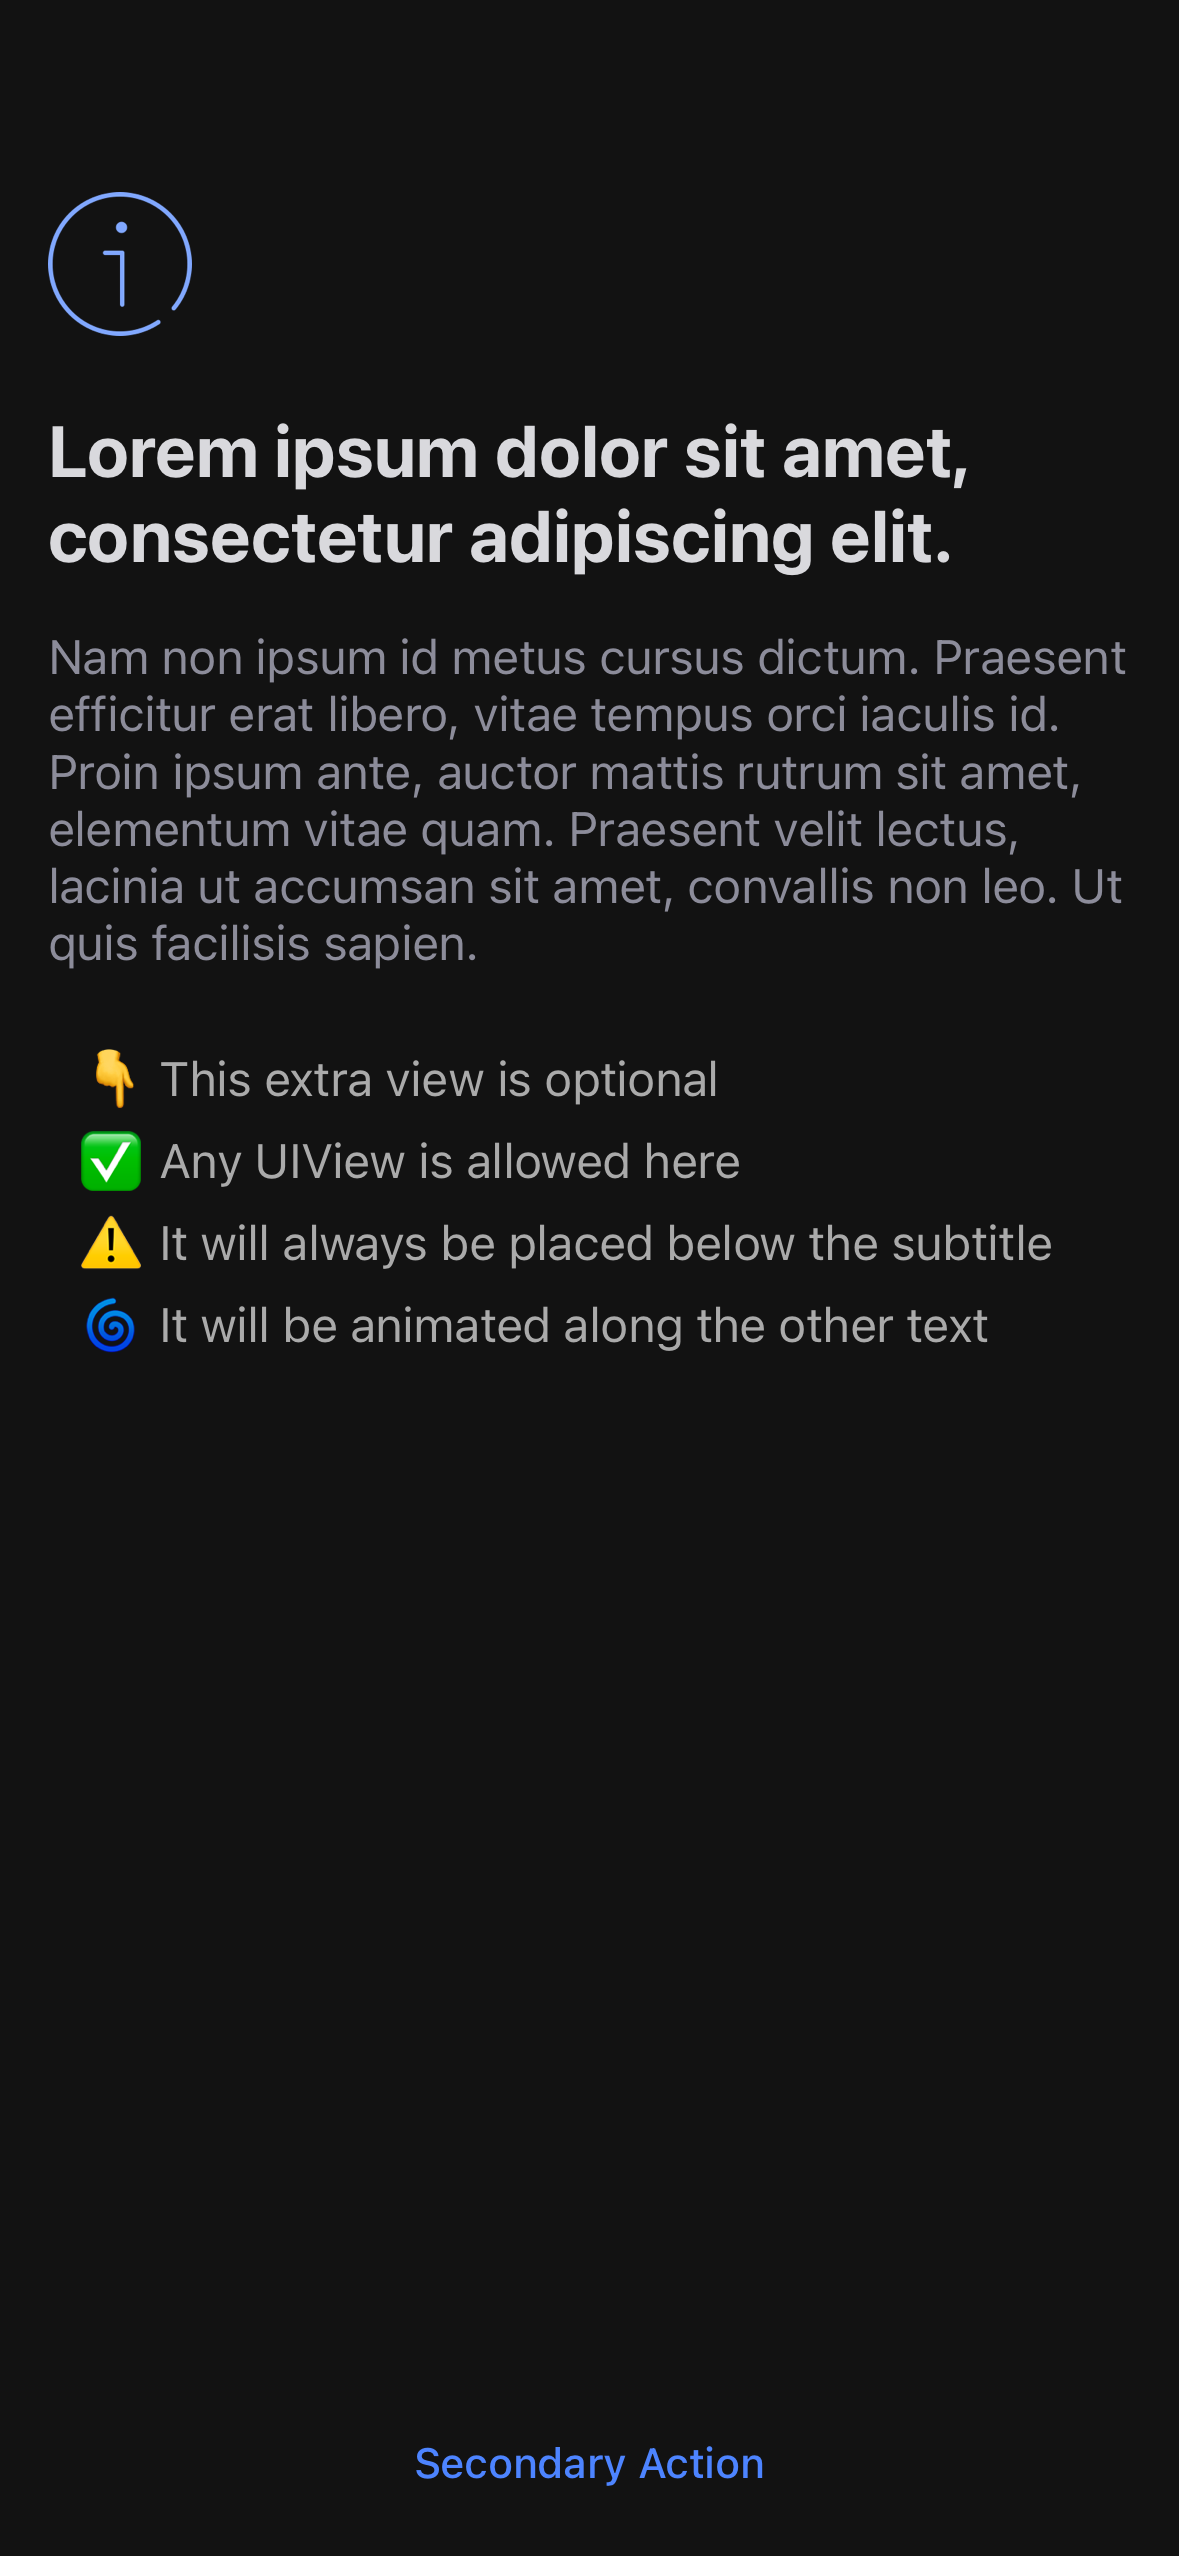 Lorem ipsum dolor sit amet,
consectetur adipiscing elit.
Nam non ipsum id metus cursus dictum. Praesent
efficitur erat libero, vitae tempus orci iaculis id.
Proin ipsum ante, auctor mattis rutrum sit amet,
elementum vitae quam. Praesent velit lectus,
lacinia ut accumsan sit amet, convallis non leo. Ut
quis facilisis sapien.
👇 This extra view is optional
✅ Any UIView is allowed here
⚠️ It will always be placed below the subtitle
🌀 It will be animated along the other text
Secondary Action